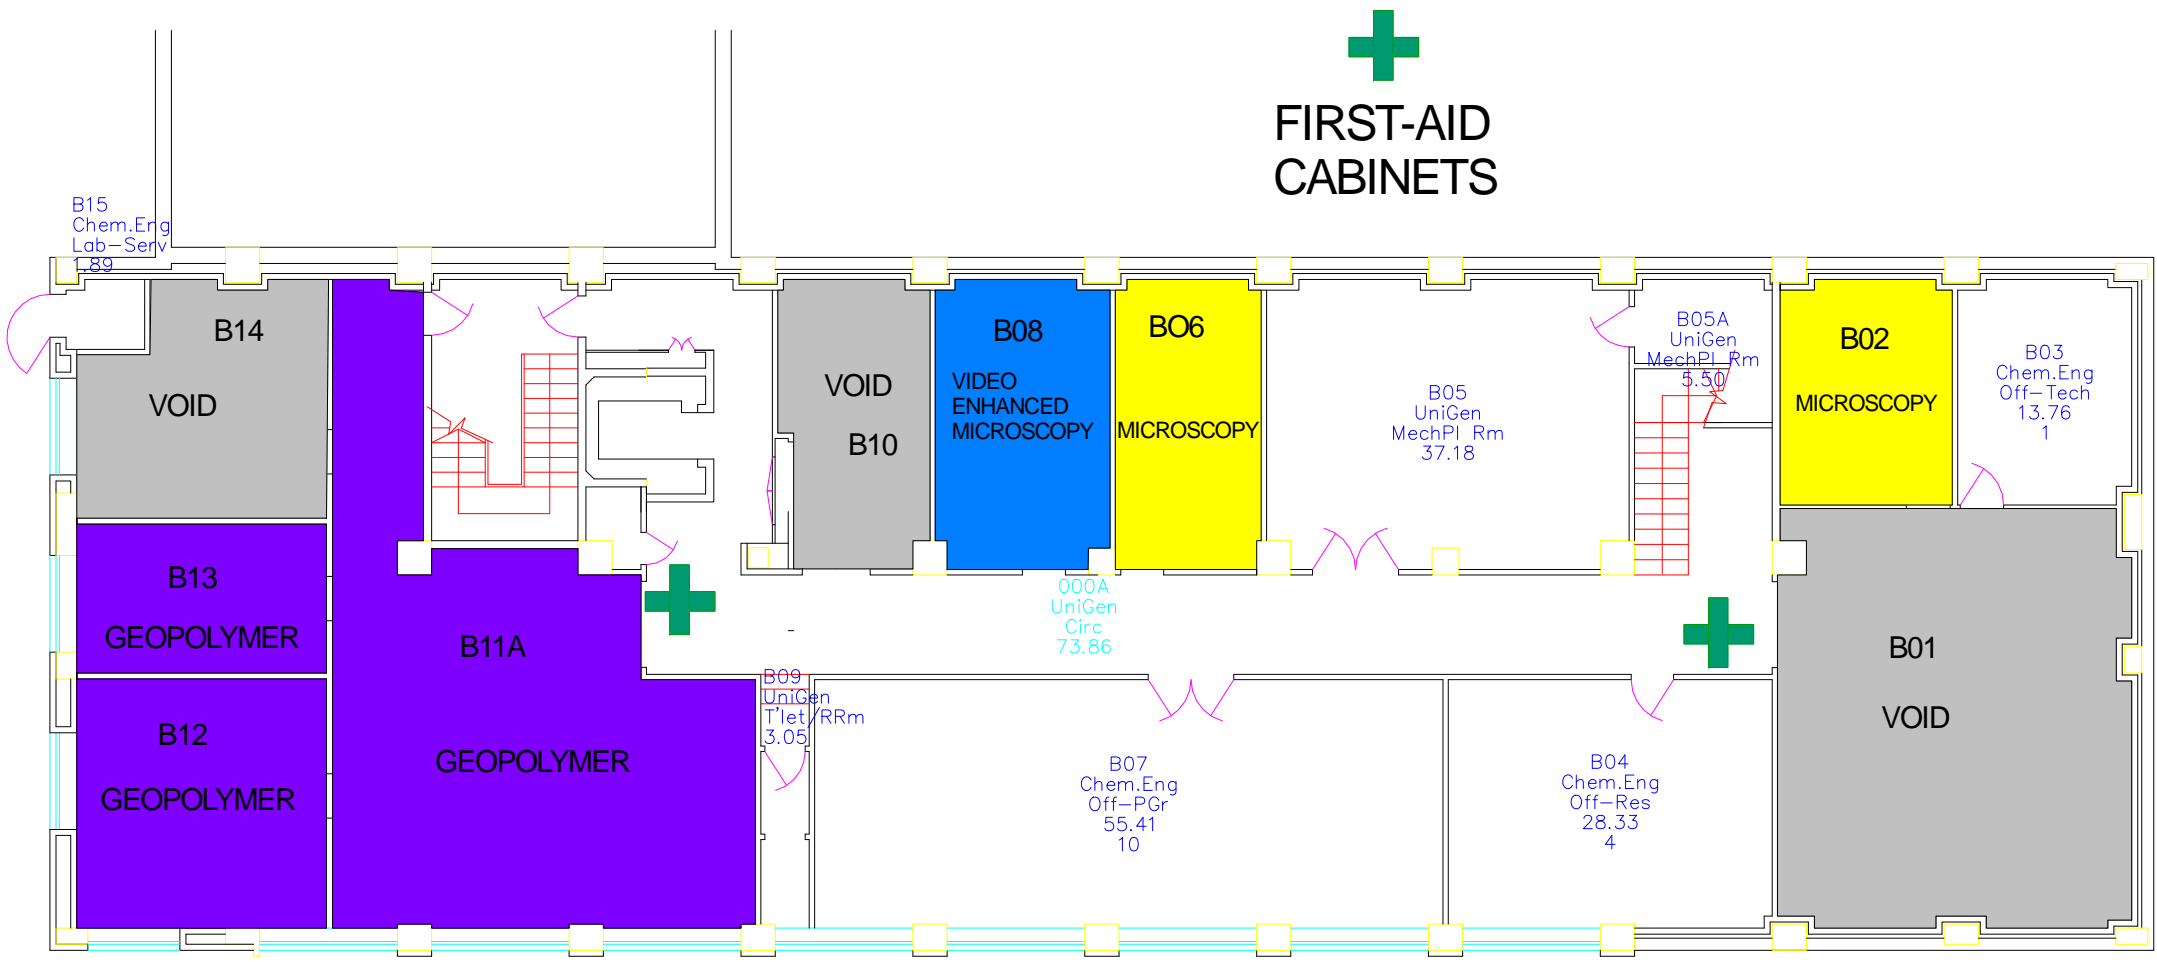 FIRST-AID
CABINETS
B15
Chem.Eng
Lab-Serv
1.89
B14
VOID
B13
GEOPOLYMER
B12
GEOPOLYMER
B11A
GEOPOLYMER
VOID
B10
B08
VIDEO
ENHANCED
MICROSCOPY
BO6
MICROSCOPY
B05
UniGen
MechPl Rm
37.18
B05A
UniGen
MechPl Rm
5.50
B02
MICROSCOPY
B03
Chem.Eng
Off-Tech
13.76
1
000A
UniGen
Circ
73.86
B09
UniGen
T'let/RRm
3.05
B07
Chem.Eng
Off-PGr
55.41
10
B04
Chem.Eng
Off-Res
28.33
4
B01
VOID